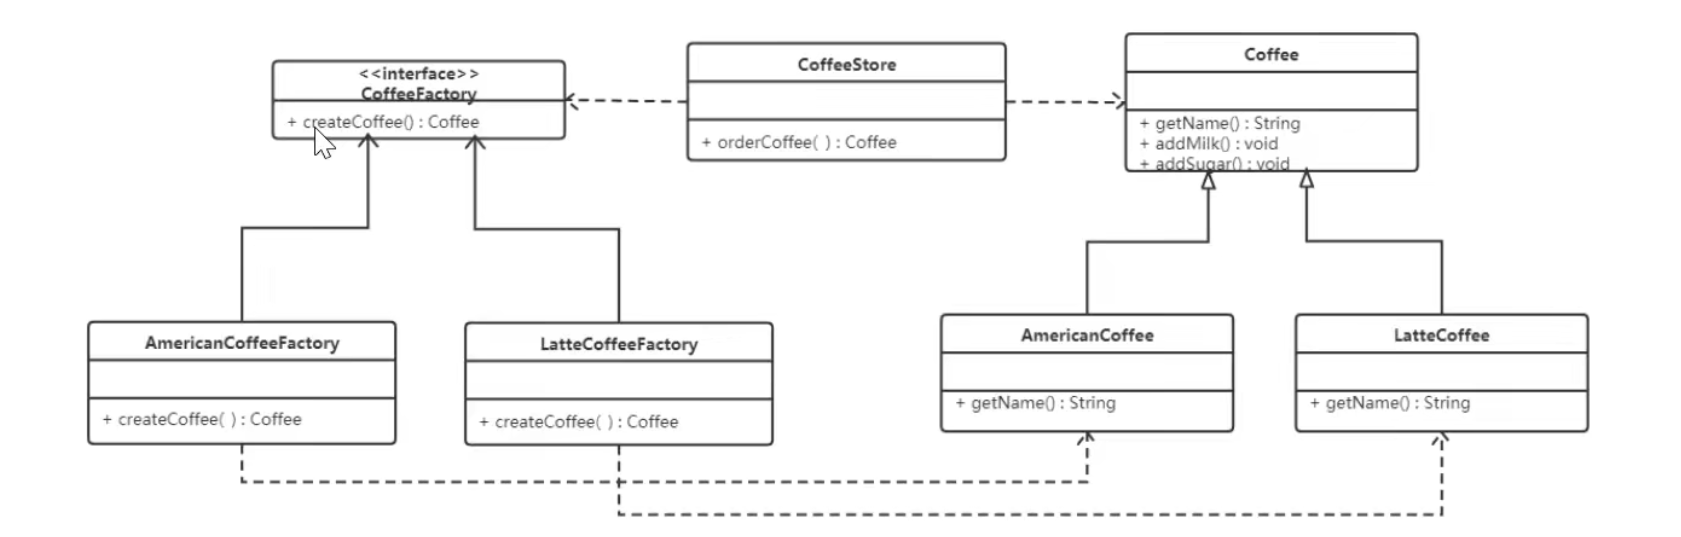 <<interface>>
CoffeeFactory
+ createCoffee() : Coffee
CoffeeStore
+ orderCoffee( ) : Coffee
Coffee
+ getName() : String
+ addMilk() : void
+ addSugar() : void
AmericanCoffeeFactory
+ createCoffee( ) : Coffee
LatteCoffeeFactory
+ createCoffee( ) : Coffee
AmericanCoffee
+ getName() : String
LatteCoffee
+ getName() : String